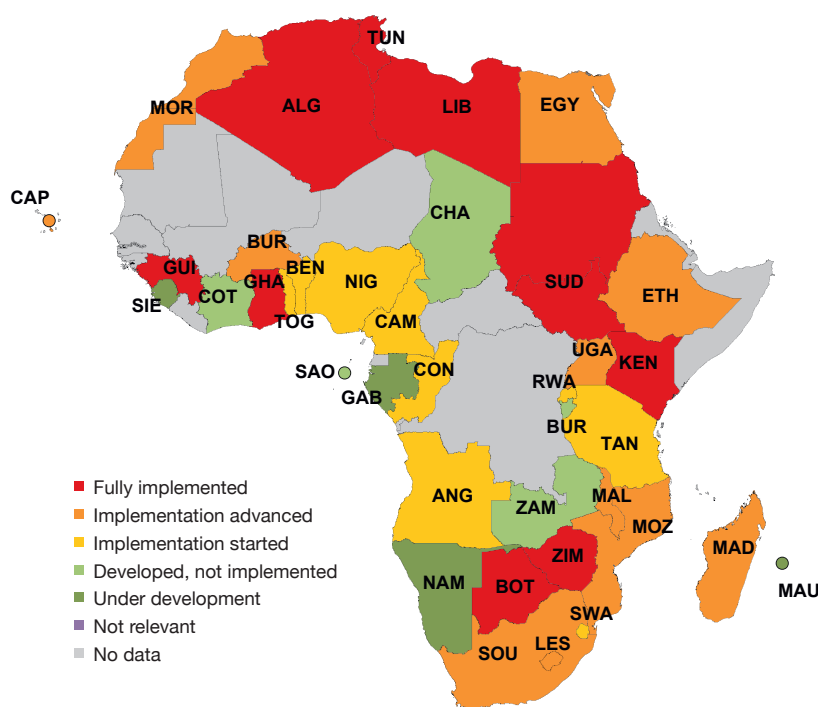 TUN
MOR
ALG
LIB
EGY
CAP
CHA
BUR
GUI
BEN
NIG
GHA
SUD
SIE
COT
ETH
TOG
CAM
UGA
CON
KEN
SAO
RWA
GAB
BUR
TAN
Fully implemented
Implementation advanced
Implementation started
Developed, not implemented
Under development
Not relevant
No data
ANG
MAL
ZAM
MOZ
MAD
ZIM
NAM
BOT
MAU
SWA
LES
SOU